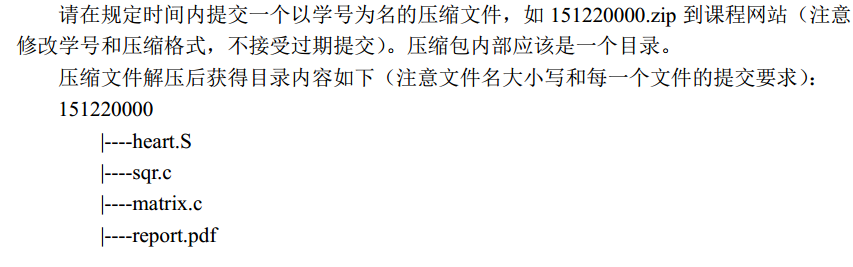 请在规定时间内提交一个以学号为名的压缩文件，如 151220000.zip 到课程网站（注意
修改学号和压缩格式，不接受过期提交）。压缩包内部应该是一个目录。
压缩文件解压后获得目录内容如下（注意文件名大小写和每一个文件的提交要求）：
151220000
|----heart.S
|----sqr.c
|----matrix.c
|----report.pdf